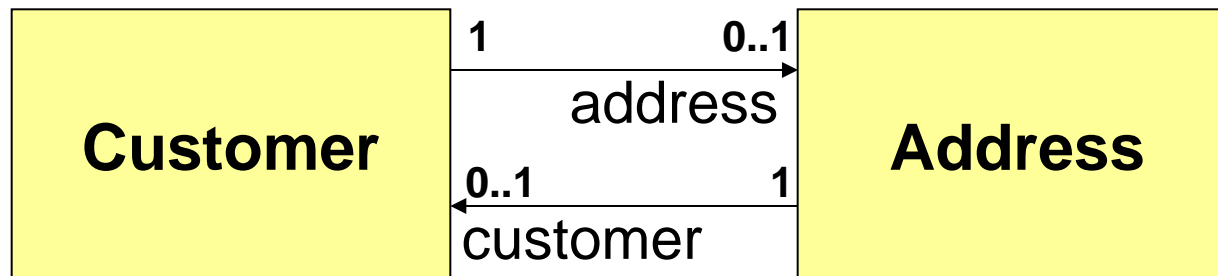 1 0..1
address
Customer Address
0..1 1
customer